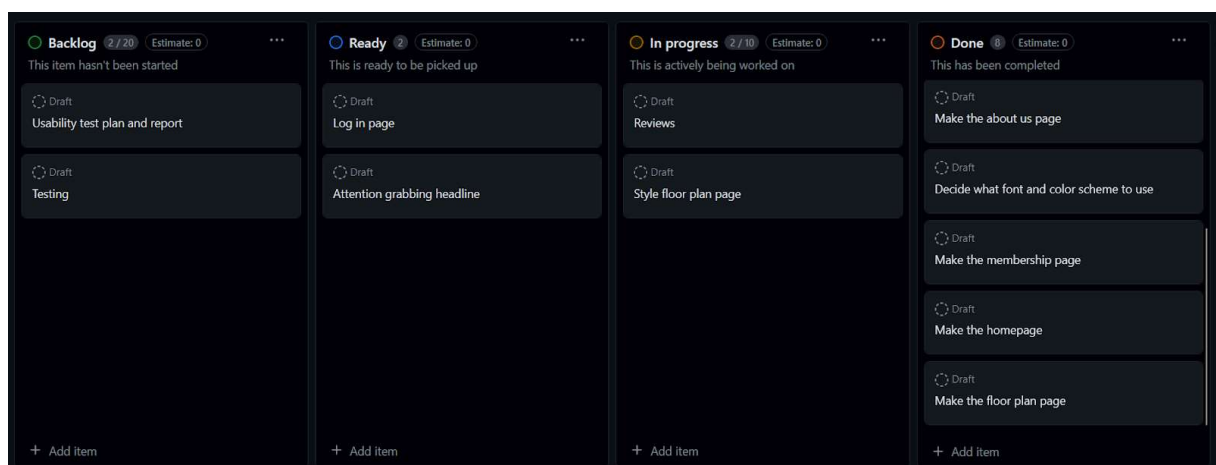 Backlog 2 / 20 Estimate: 0 ...
This item hasn't been started
Draft
Usability test plan and report
Draft
Testing
+ Add item
Ready 2 Estimate: 0 ...
This is ready to be picked up
Draft
Log in page
Draft
Attention grabbing headline
+ Add item
In progress 2 / 10 Estimate: 0 ...
This is actively being worked on
Draft
Reviews
Draft
Style floor plan page
+ Add item
Done 8 Estimate: 0 ...
This has been completed
Draft
Make the about us page
Draft
Decide what font and color scheme to use
Draft
Make the membership page
Draft
Make the homepage
Draft
Make the floor plan page
+ Add item